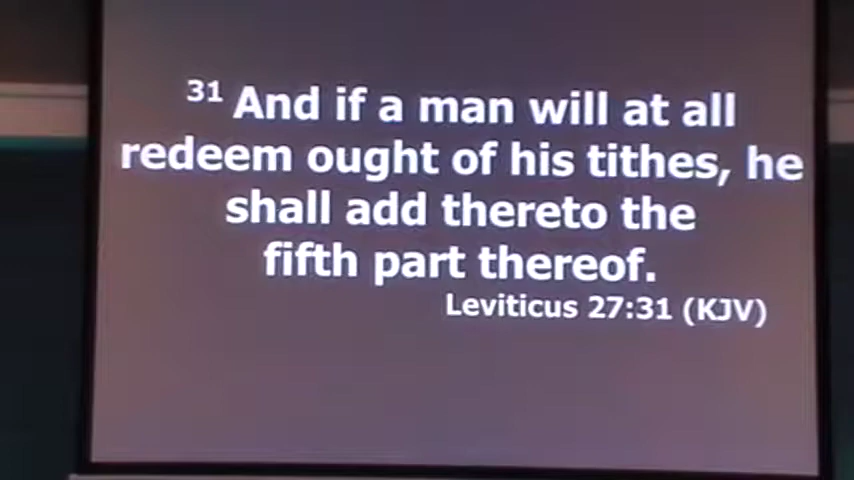 31 And if a man will at all
redeem ought of his tithes, he
shall add thereto the
fifth part thereof.
Leviticus 27:31 (KJV)